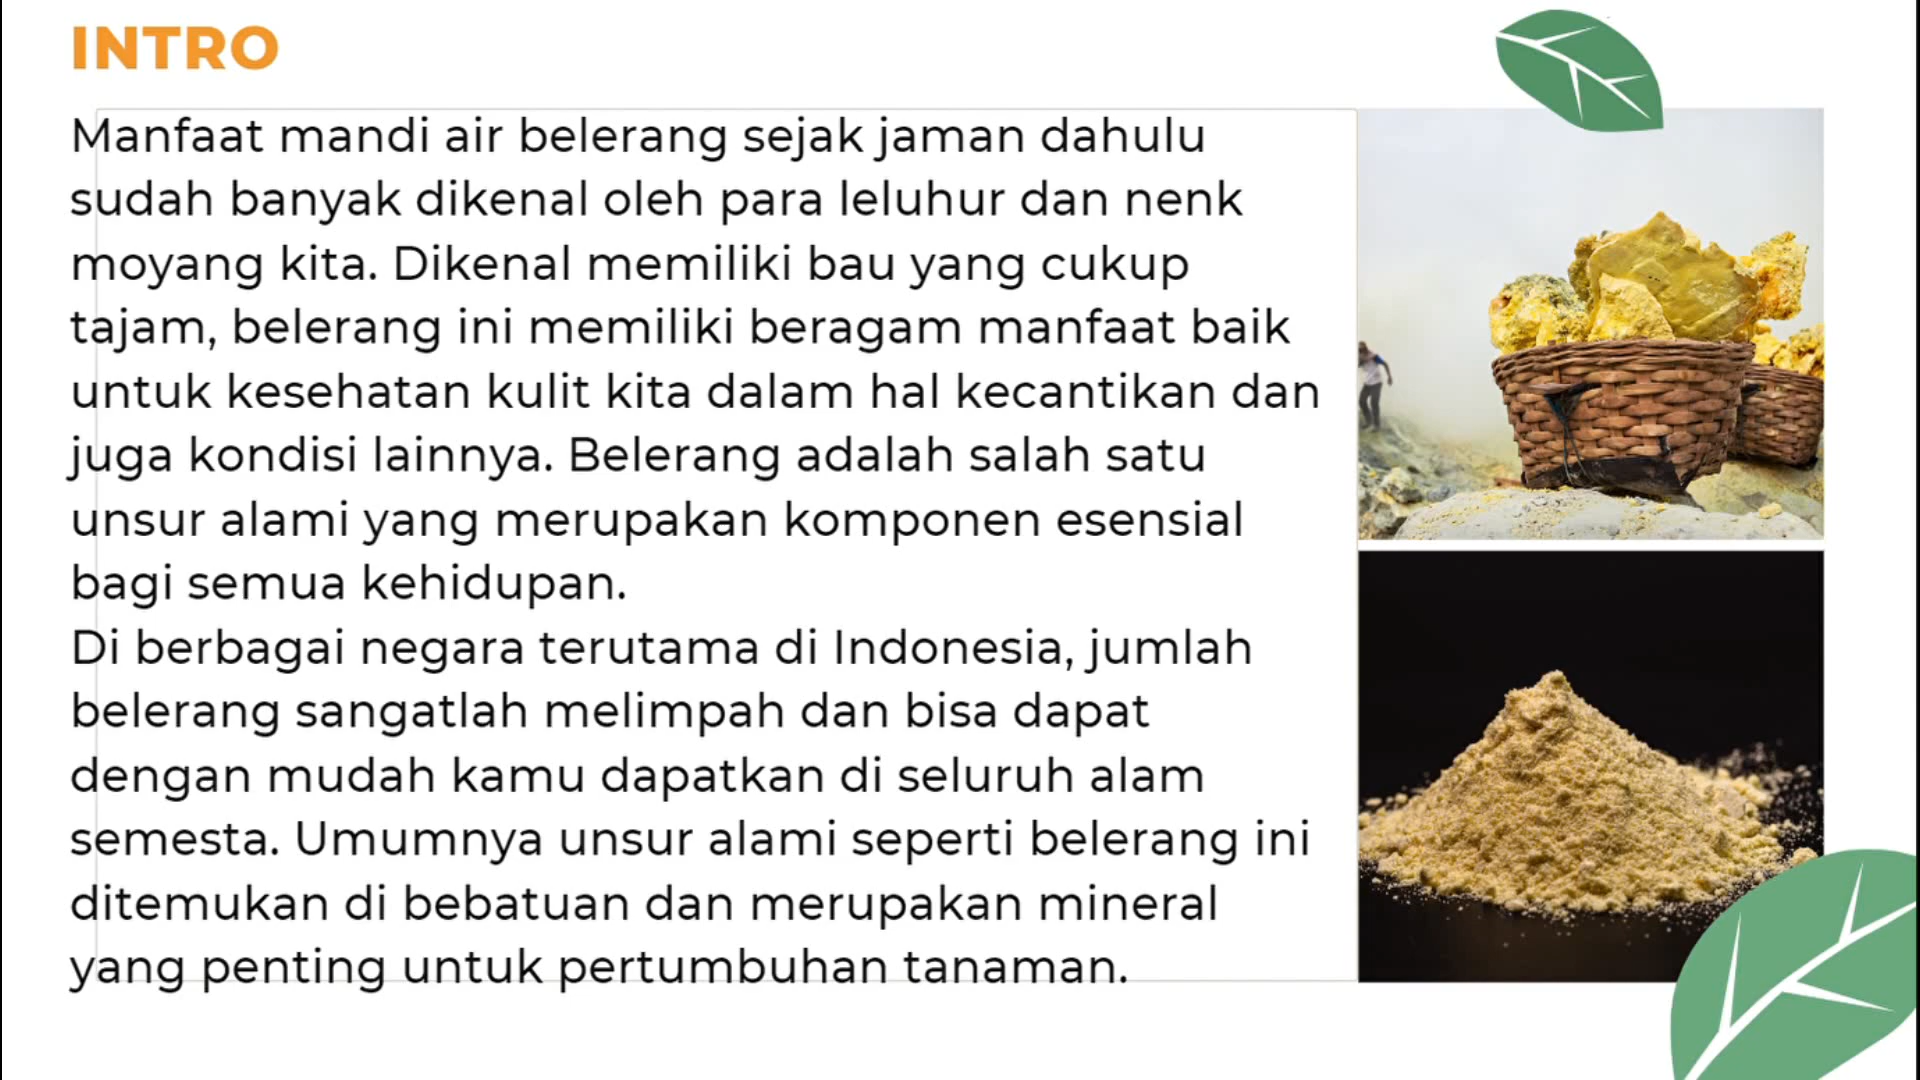 INTRO
Manfaat mandi air belerang sejak jaman dahulu
sudah banyak dikenal oleh para leluhur dan nenk
moyang kita. Dikenal memiliki bau yang cukup
tajam, belerang ini memiliki beragam manfaat baik
untuk kesehatan kulit kita dalam hal kecantikan dan
juga kondisi lainnya. Belerang adalah salah satu
unsur alami yang merupakan komponen esensial
bagi semua kehidupan.
Di berbagai negara terutama di Indonesia, jumlah
belerang sangatlah melimpah dan bisa dapat
dengan mudah kamu dapatkan di seluruh alam
semesta. Umumnya unsur alami seperti belerang ini
ditemukan di bebatuan dan merupakan mineral
yang penting untuk pertumbuhan tanaman.